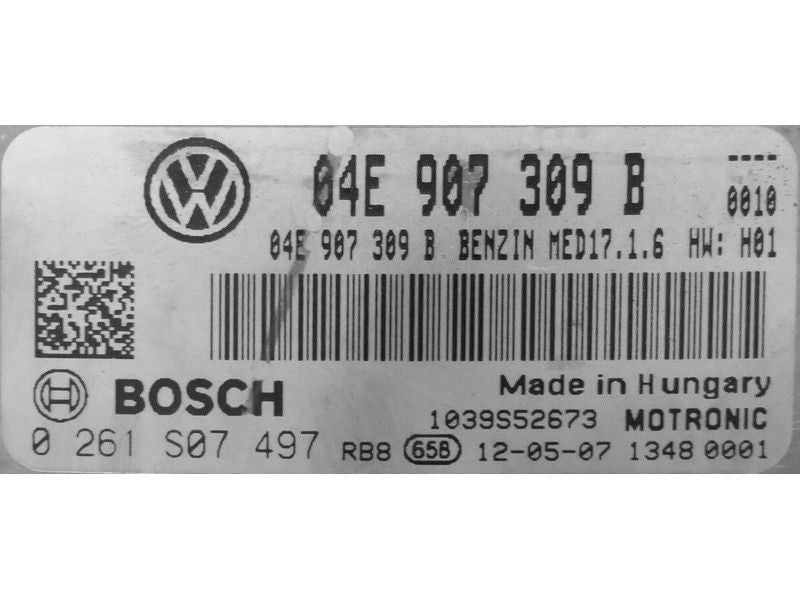 04E 907 309 B ----
0010
04E 907 309 B BENZIN MED17.1.6 HW: H01
BOSCH Made in Hungary
1039S52673 MOTRONIC
0 261 S07 497 RB8 658 12-05-07 1348 0001